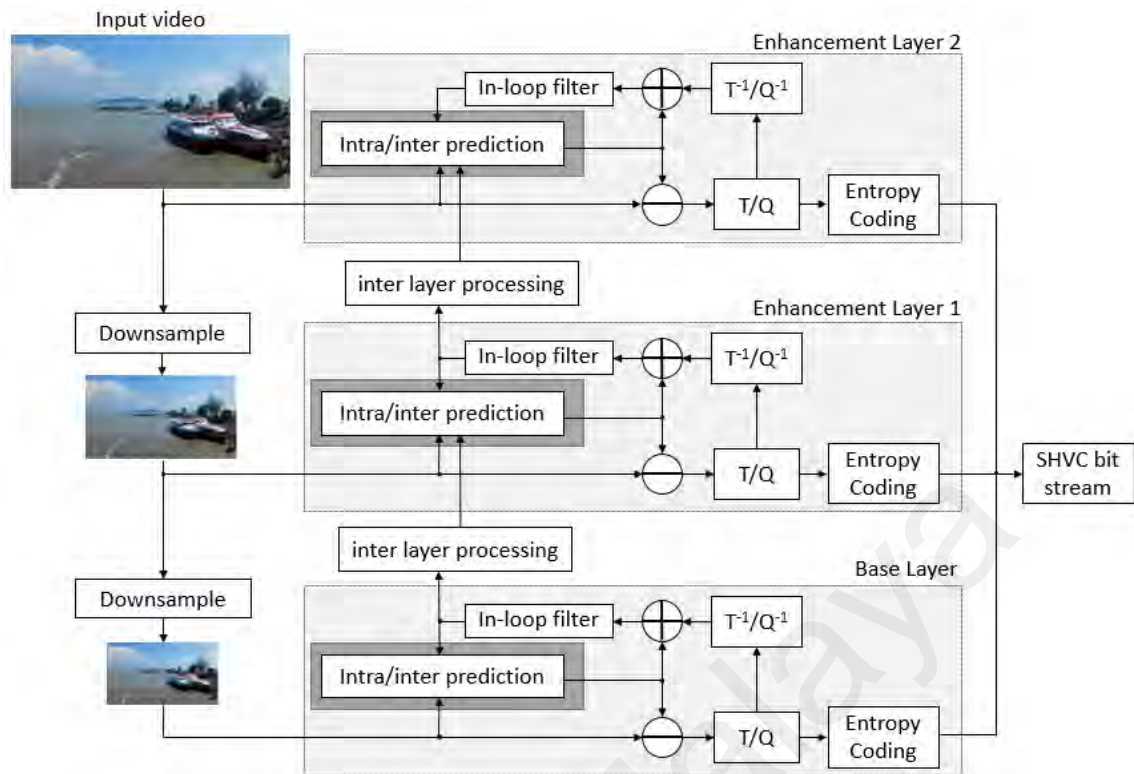 Input video
Enhancement Layer 2
In-loop filter
T⁻¹/Q⁻¹
Intra/inter prediction
T/Q
Entropy
Coding
inter layer processing
Downsample
Enhancement Layer 1
In-loop filter
T⁻¹/Q⁻¹
Intra/inter prediction
T/Q
Entropy
Coding
SHVC bit
stream
inter layer processing
Downsample
Base Layer
In-loop filter
T⁻¹/Q⁻¹
Intra/inter prediction
T/Q
Entropy
Coding
alaya